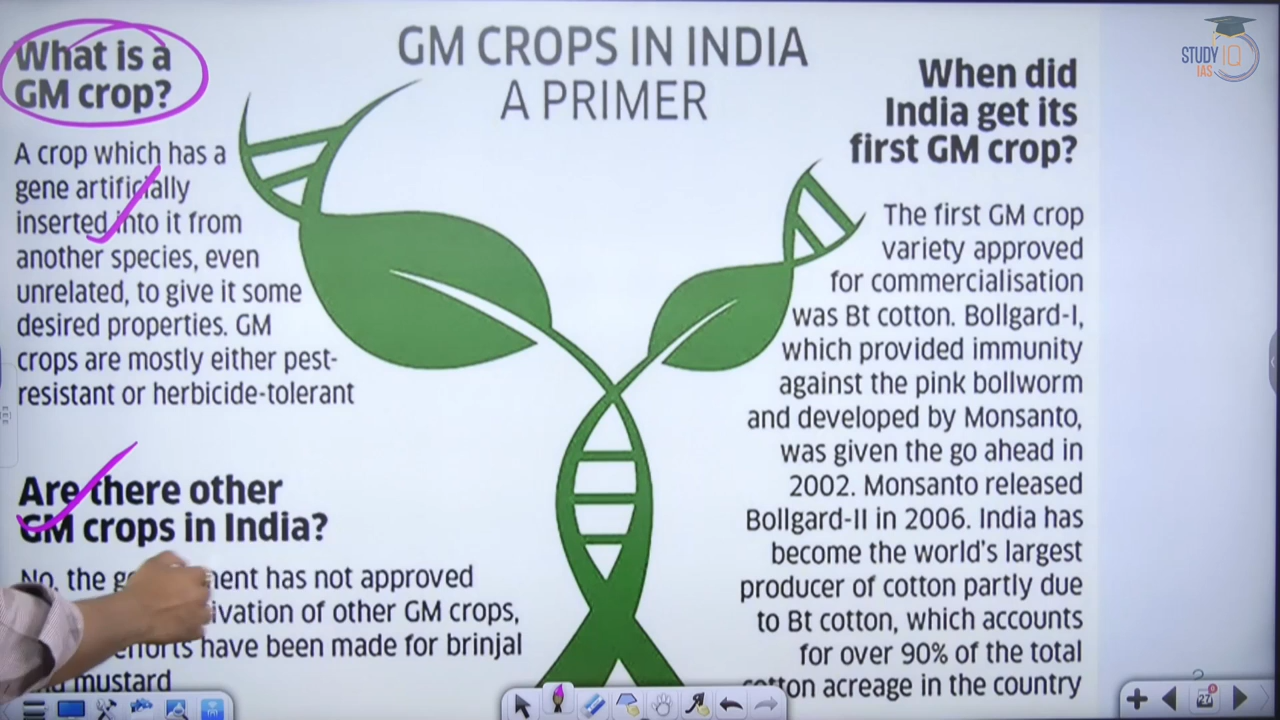 What is a
GM crop?
A crop which has a
gene artificially
inserted into it from
another species, even
unrelated, to give it some
desired properties. GM
crops are mostly either pest-
resistant or herbicide-tolerant
Are there other
GM crops in India?
No, the has not approved
of other GM crops,
have been made for brinjal
mustard
GM CROPS IN INDIA
A PRIMER
When did
India get its
first GM crop?
The first GM crop
variety approved
for commercialisation
was Bt cotton. Bollgard-I,
which provided immunity
against the pink bollworm
and developed by Monsanto,
was given the go ahead in
2002. Monsanto released
Bollgard-II in 2006. India has
become the world's largest
producer of cotton partly due
to Bt cotton, which accounts
for over 90% of the total
cotton acreage in the country
STUDY IQ
IAS
2
27